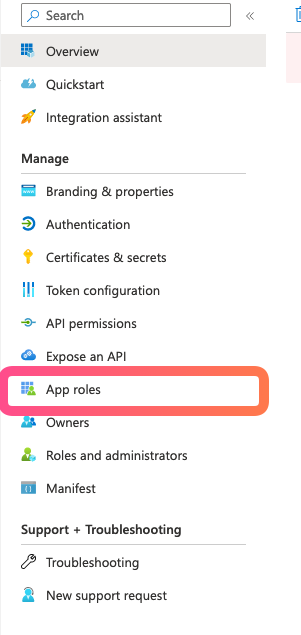 Search
Overview
Quickstart
Integration assistant
Manage
Branding & properties
Authentication
Certificates & secrets
Token configuration
API permissions
Expose an API
App roles
Owners
Roles and administrators
Manifest
Support + Troubleshooting
Troubleshooting
New support request